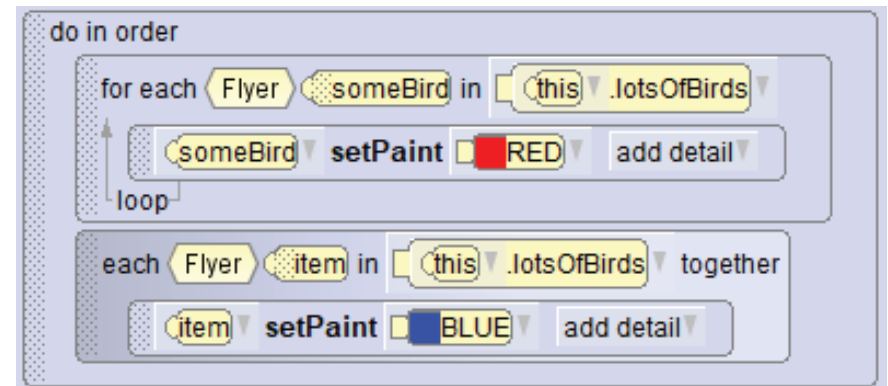 do in order
for each Flyer someBird in this .lotsOfBirds
someBird setPaint RED add detail
loop
each Flyer item in this .lotsOfBirds together
item setPaint BLUE add detail